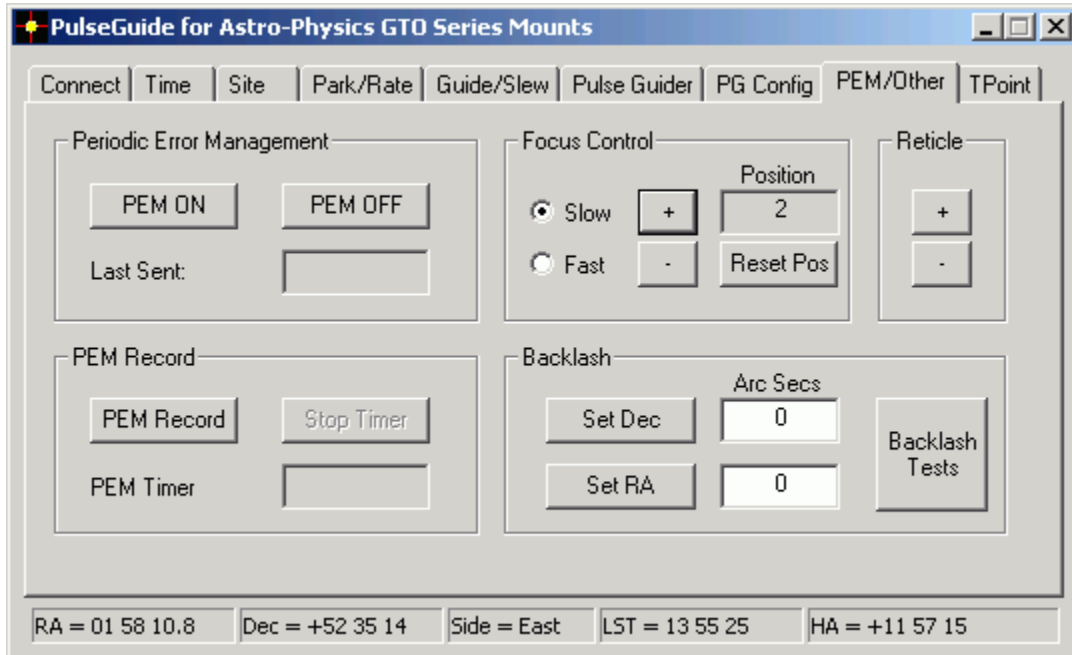 PulseGuide for Astro-Physics GTO Series Mounts
Connect Time Site Park/Rate Guide/Slew Pulse Guider PG Config PEM/Other TPoint
Periodic Error Management
PEM ON PEM OFF
Last Sent:
Focus Control
Position
Slow + 2
Fast - Reset Pos
Reticle
+
-
PEM Record
PEM Record Stop Timer
PEM Timer
Backlash
Arc Secs
Set Dec 0
Set RA 0
Backlash
Tests
RA = 01 58 10.8 Dec = +52 35 14 Side = East LST = 13 55 25 HA = +11 57 15